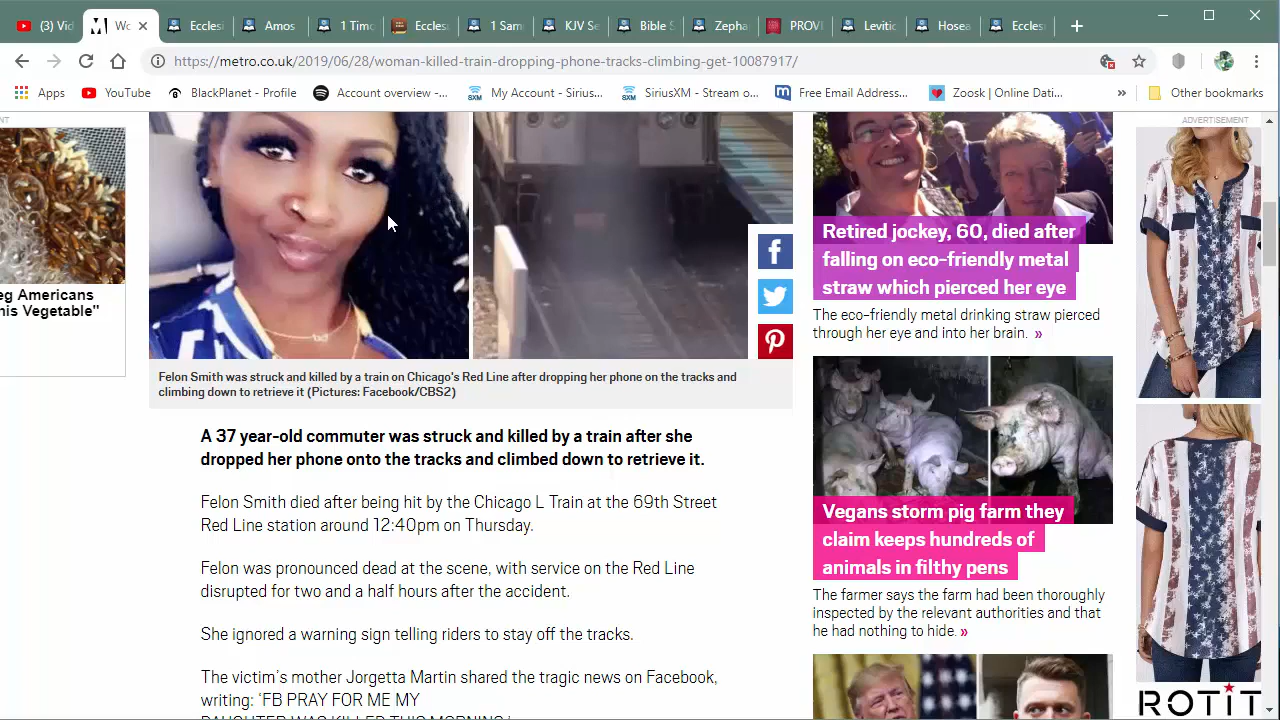 (3) Vid
Wo
Ecclesi
Amos
1 Timo
Eccles
1 Sam
KJV Se
Bible S
Zepha
PROV
Leviti
Hosea
Eccles
https://metro.co.uk/2019/06/28/woman-killed-train-dropping-phone-tracks-climbing-get-10087917/
Apps
YouTube
BlackPlanet - Profile
Account overview -...
My Acount - Sirius...
SiriusXM - Stream o...
Free Email Address...
Zoosk | Online Dati...
»
Other bookmarks
NT
eg Americans
his Vegetable"
Felon Smith was struck and killed by a train on Chicago's Red Line after dropping her phone on the tracks and
climbing down to retrieve it (Pictures: Facebook/CBS2)
A 37 year-old commuter was struck and killed by a train after she
dropped her phone onto the tracks and climbed down to retrieve it.
Felon Smith died after being hit by the Chicago L Train at the 69th Street
Red Line station around 12:40pm on Thursday.
Felon was pronounced dead at the scene, with service on the Red Line
disrupted for two and a half hours after the accident.
She ignored a warning sign telling riders to stay off the tracks.
The victim's mother Jorgetta Martin shared the tragic news on Facebook,
writing: 'FB PRAY FOR ME MY
DAUGHTER WAS KILLED THIS MORNING.'
Retired jockey, 60, died after
falling on eco-friendly metal
straw which pierced her eye
The eco-friendly metal drinking straw pierced
through her eye and into her brain. »
Vegans storm pig farm they
claim keeps hundreds of
animals in filthy pens
The farmer says the farm had been thoroughly
inspected by the relevant authorities and that
he had nothing to hide. »
ADVERTISEMENT
ROTIT